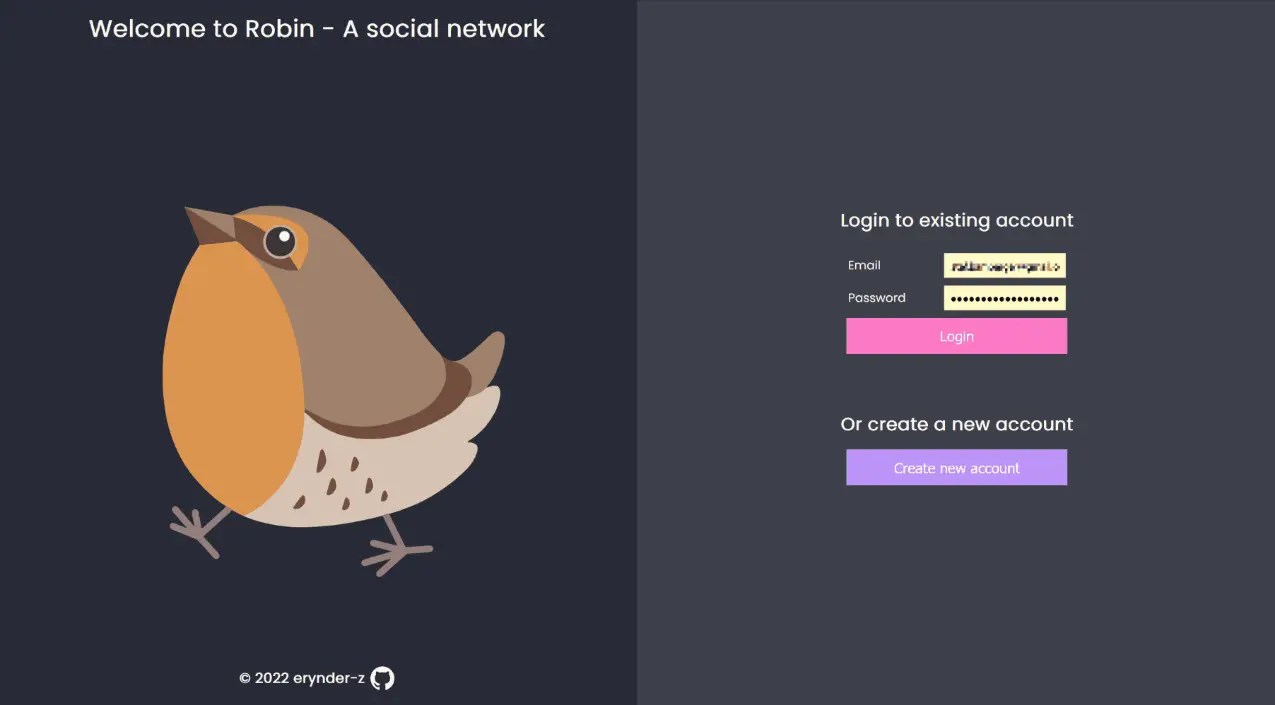 Welcome to Robin - A social network
Login to existing account
Email
Password
Login
Or create a new account
Create new account
© 2022 erynder-z